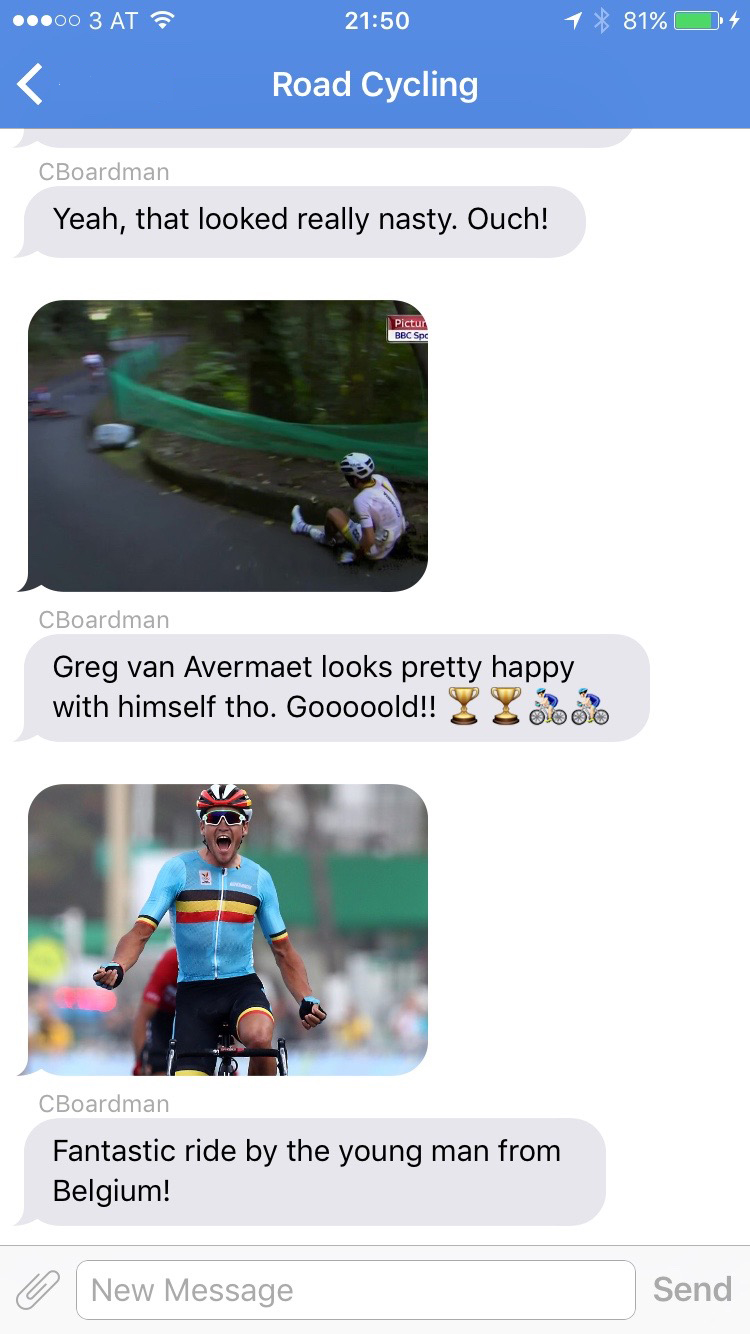 3 AT 21:50 81%
Road Cycling
CBoardman
Yeah, that looked really nasty. Ouch!
Pictur
BBC Spo
CBoardman
Greg van Avermaet looks pretty happy
with himself tho. Gooooold!! 🏆🏆🚴🚴
CBoardman
Fantastic ride by the young man from
Belgium!
New Message Send